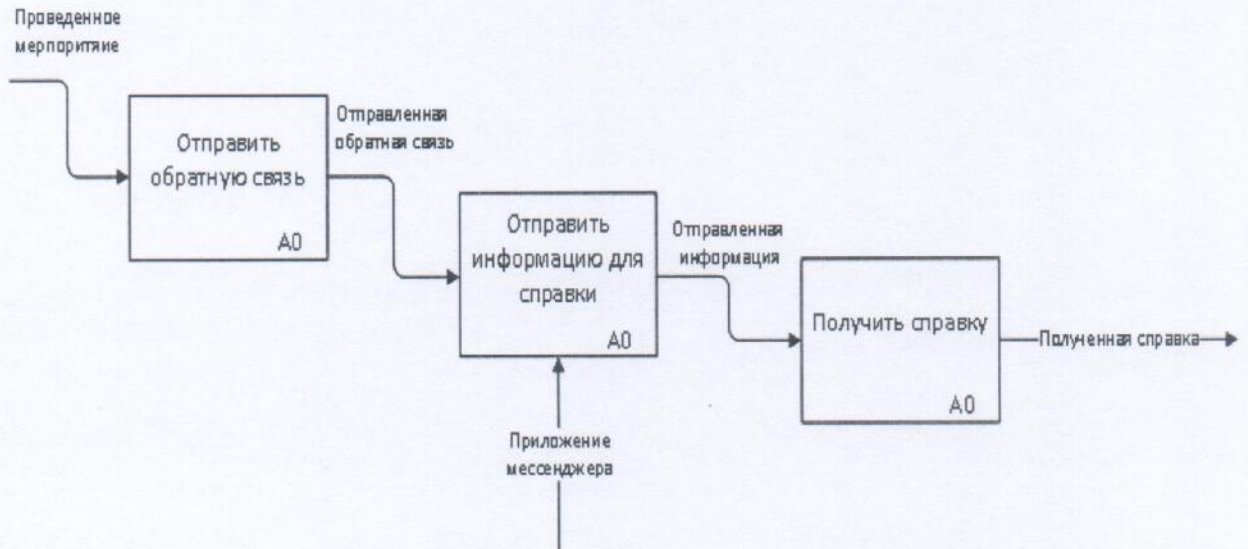 Проведенное
мерпоритяие
Отправить
обратную связь
A0
Отправленная
обратная связь
Отправить
информацию для
справки
A0
Отправленная
информация
Получить справку
A0
Полученная справка
Приложение
мессенджера